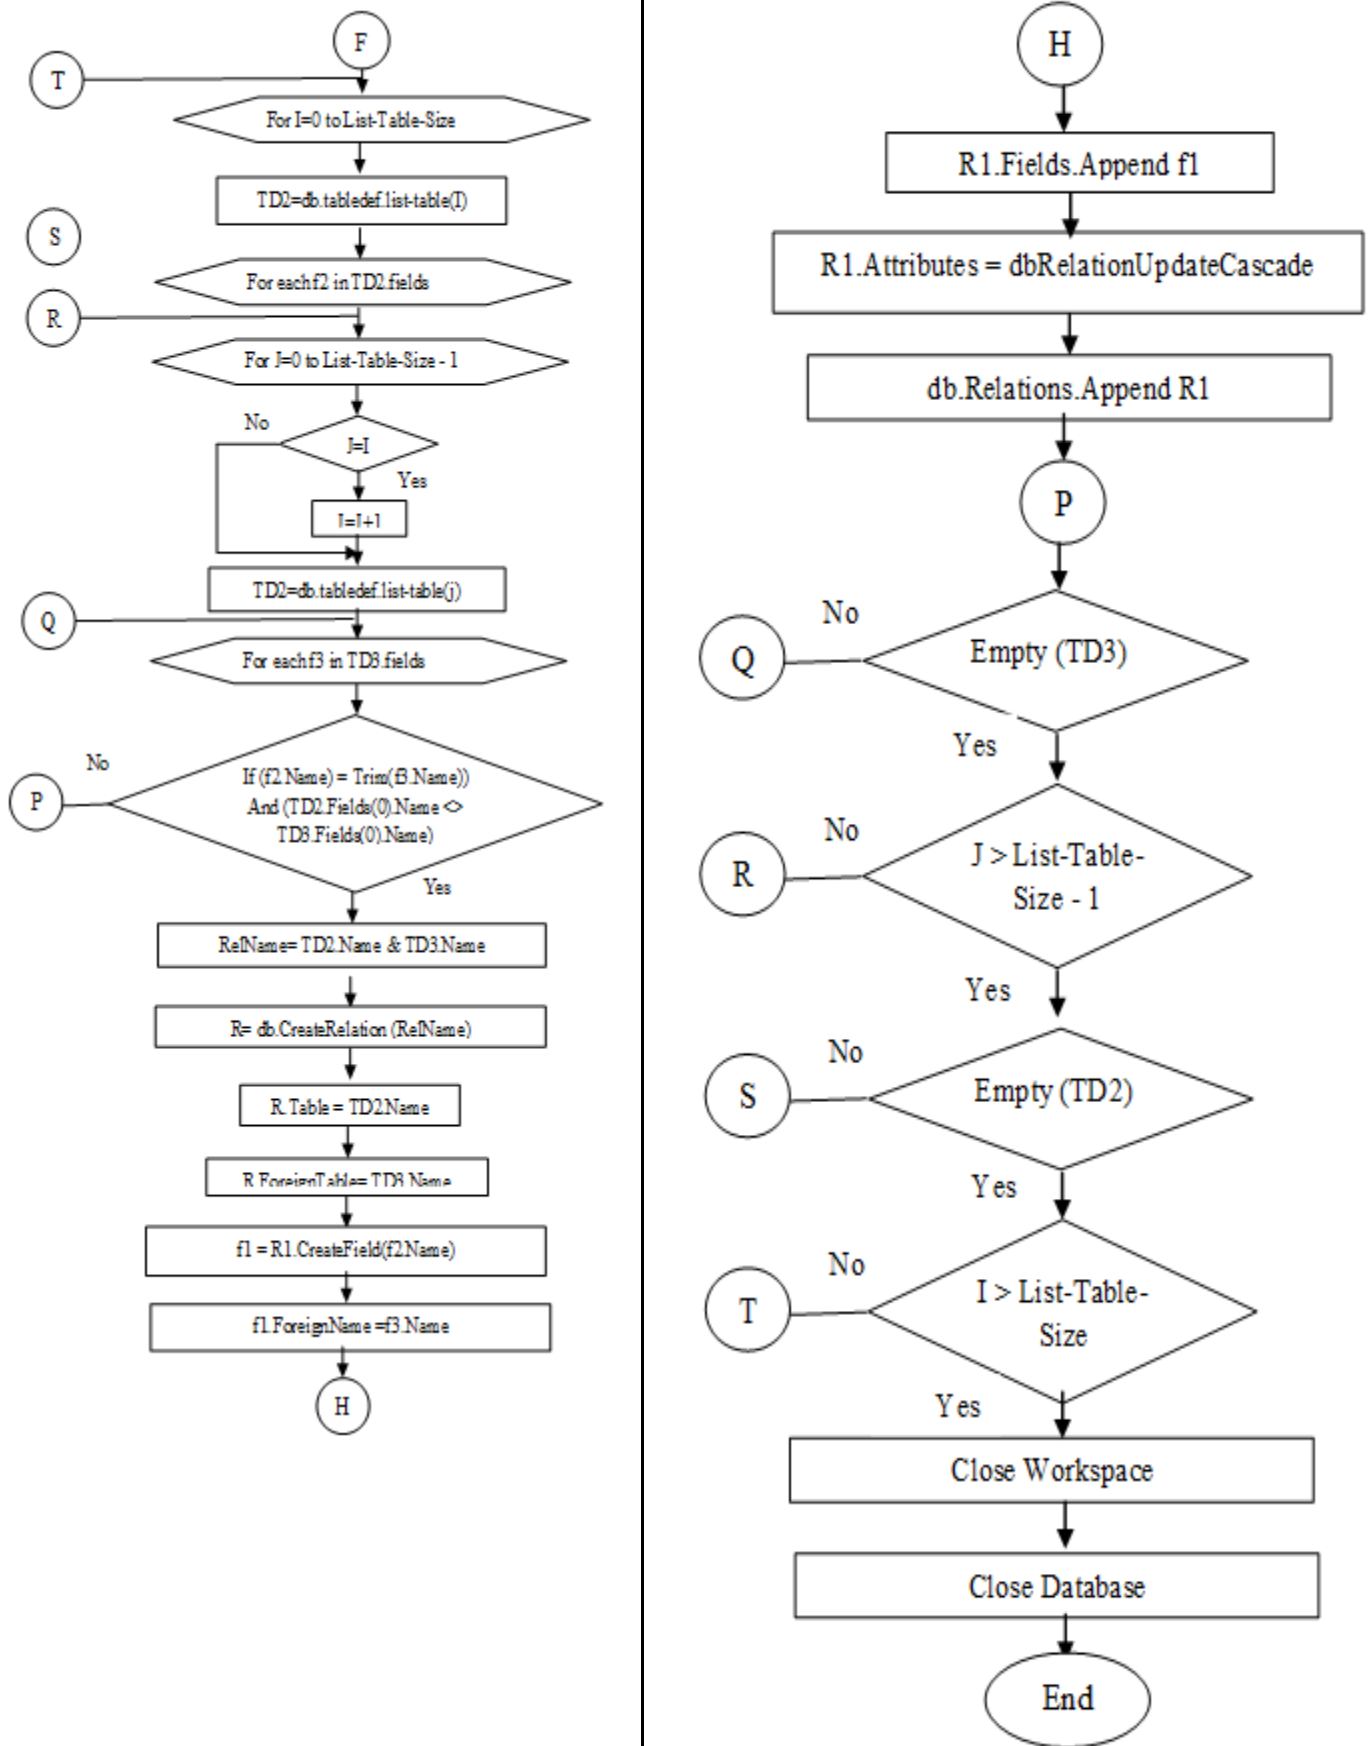 F
T
For I=0 to List-Table-Size
TD2=db.tabledef.list-table(I)
S
For each f2 in TD2.fields
R
For J=0 to List-Table-Size - 1
No
J=I
Yes
J=J+1
TD2=db.tabledef.list-table(j)
Q
For each f3 in TD3.fields
No
If (f2.Name) = Trim(f3.Name))
And (TD2.Fields(0).Name <>
TD3.Fields(0).Name)
P
Yes
RelName= TD2.Name & TD3.Name
R= db.CreateRelation (RelName)
R.Table = TD2.Name
R.ForeignTable= TD3.Name
f1 = R1.CreateField(f2.Name)
f1.ForeignName =f3.Name
H
H
R1.Fields.Append f1
R1.Attributes = dbRelationUpdateCascade
db.Relations.Append R1
P
No
Empty (TD3)
Q
Yes
No
J > List-Table-
Size - 1
R
Yes
No
Empty (TD2)
S
Yes
No
I > List-Table-
Size
T
Yes
Close Workspace
Close Database
End